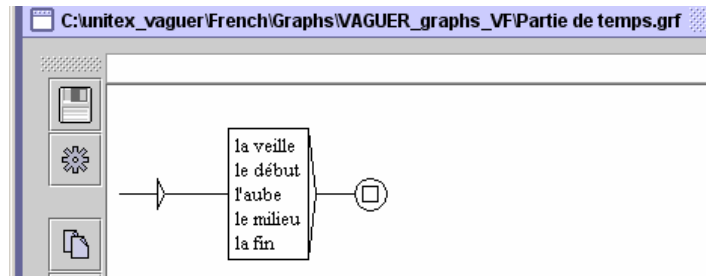 C:\unitex_vaguer\French\Graphs\VAGUER_graphs_VF\Partie de temps.grf
la veille
le début
l'aube
le milieu
la fin